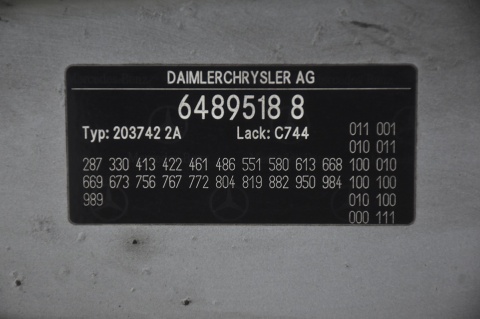 DAIMLERCHRYSLER AG
6489518 8
Typ: 203742 2A Lack: C744
011 001
010 011
287 330 413 422 461 486 551 580 613 668 100 010
669 673 756 767 772 804 819 882 950 984 100 100
989 010 100
000 111